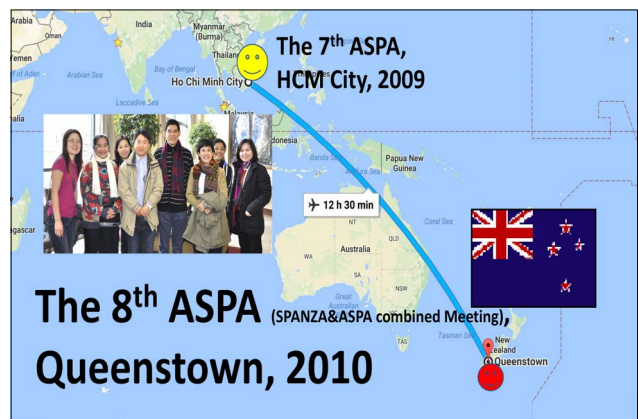 Arabia
India
Myanmar
(Burma)
Oman
Yemen
Thailand
Gulf of Aden
Arabian Sea
Bay of Bengal
Laccadive Sea
The 7th ASPA,
HCM City, 2009
Ho Chi Minh City
Malaysia
HI
Banda Sea
Arafura Sea
Papua New
Guinea
12 h 30 min
Coral Sea
NT
QLD
Australia
WA
SA
NSW
Great
Australian
TAS
Tasman Sea
The 8th ASPA (SPANZA&ASPA combined Meeting),
Queenstown, 2010
New
Zealand
Queenstown